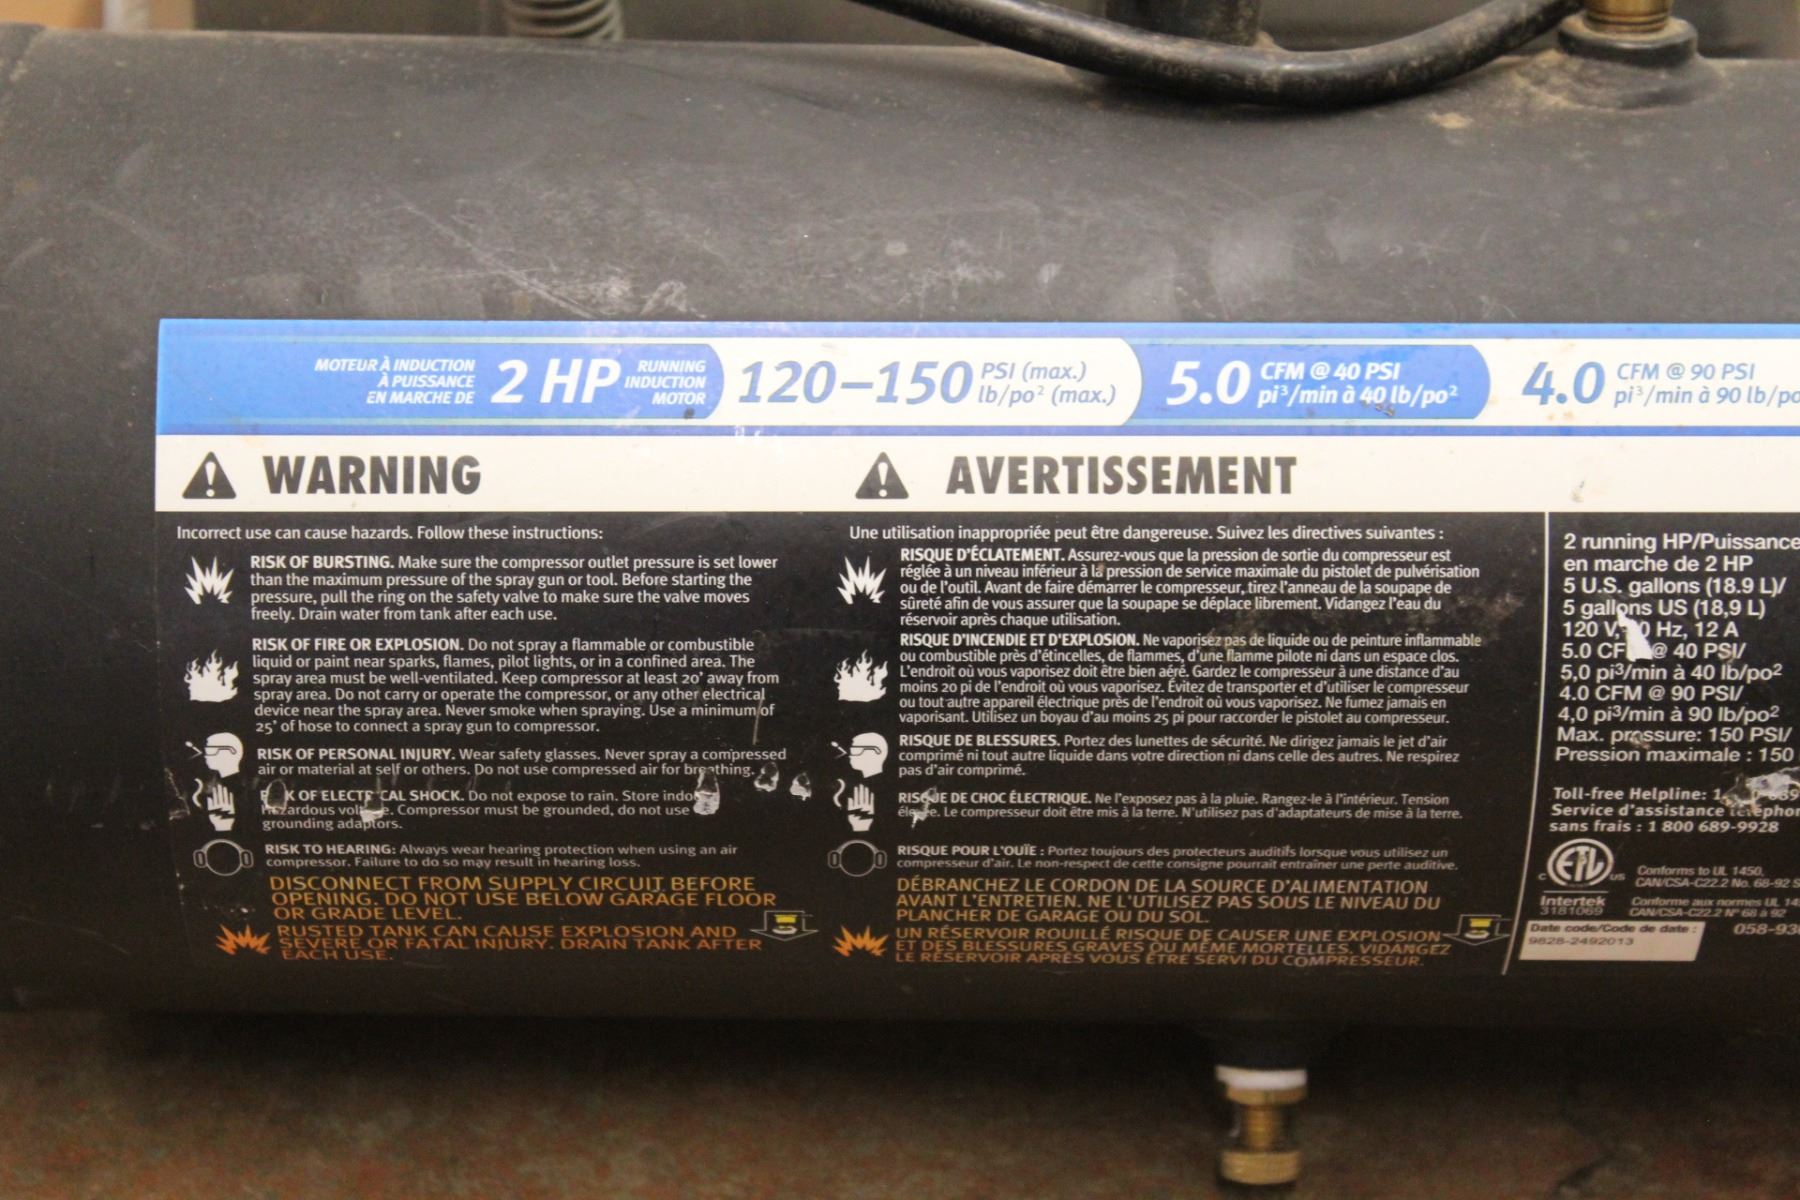 MOTEUR À INDUCTION
À PUISSANCE
EN MARCHE DE
2 HP
RUNNING
INDUCTION
MOTOR
120–150
PSI (max.)
lb/po² (max.)
5.0
CFM @ 40 PSI
pi³/min à 40 lb/po²
4.0
CFM @ 90 PSI
pi³/min à 90 lb/po
WARNING
Incorrect use can cause hazards. Follow these instructions:
RISK OF BURSTING. Make sure the compressor outlet pressure is set lower
than the maximum pressure of the spray gun or tool. Before starting the
pressure, pull the ring on the safety valve to make sure the valve moves
freely. Drain water from tank after each use.
RISK OF FIRE OR EXPLOSION. Do not spray a flammable or combustible
liquid or paint near sparks, flames, pilot lights, or in a confined area. The
spray area must be well-ventilated. Keep compressor at least 20' away from
spray area. Do not carry or operate the compressor, or any other electrical
device near the spray area. Never smoke when spraying. Use a minimum of
25' of hose to connect a spray gun to compressor.
RISK OF PERSONAL INJURY. Wear safety glasses. Never spray a compressed
air or material at self or others. Do not use compressed air for breathing.
OF SHOCK. Do not expose to rain. Store
Compressor must be grounded, do not use
grounding adaptors.
RISK TO HEARING: Always wear hearing protection when using an air
compressor. Failure to do so may result in hearing loss.
DISCONNECT FROM SUPPLY CIRCUIT BEFORE
OPENING. DO NOT USE BELOW GARAGE FLOOR
OR GRADE LEVEL.
RUSTED TANK CAN CAUSE EXPLOSION AND
SEVERE OR FATAL INJURY. DRAIN TANK AFTER
EACH USE.
AVERTISSEMENT
Une utilisation inappropriée peut être dangereuse. Suivez les directives suivantes :
RISQUE D'ÉCLATEMENT. Assurez-vous que la pression de sortie du compresseur est
réglée à un niveau inférieur à la pression de service maximale du pistolet de pulvérisation
ou de l'outil. Avant de faire démarrer le compresseur, tirez l'anneau de la soupape de
sûreté afin de vous assurer que la soupape se déplace librement. Vidangez l'eau du
réservoir après chaque utilisation.
RISQUE D'INCENDIE ET D'EXPLOSION. Ne vaporisez pas de liquide ou de peinture inflammable
ou combustible près d'étincelles, de flammes, d'une flamme pilote ni dans un espace clos.
L'endroit où vous vaporisez doit être bien aéré. Gardez le compresseur à une distance d'au
moins 20 pi de l'endroit où vous vaporisez. Évitez de transporter et d'utiliser le compresseur
ou tout autre appareil électrique près de l'endroit où vous vaporisez. Ne fumez jamais en
vaporisant. Utilisez un boyau d'au moins 25 pi pour raccorder le pistolet au compresseur.
RISQUE DE BLESSURES. Portez des lunettes de sécurité. Ne dirigez jamais le jet d'air
comprimé ni tout autre liquide dans votre direction ni dans celle des autres. Ne respirez
pas d'air comprimé.
RISQUE DE CHOC ÉLECTRIQUE. Ne l'exposez pas à la pluie. Rangez-le à l'intérieur. Tension
élevée. Le compresseur doit être mis à la terre. N'utilisez pas d'adaptateurs de mise à la terre.
RISQUE POUR L'OUÏE : Portez toujours des protecteurs auditifs lorsque vous utilisez un
compresseur d'air. Le non-respect de cette consigne pourrait entraîner une perte auditive.
DÉBRANCHEZ LE CORDON DE LA SOURCE D'ALIMENTATION
AVANT L'ENTRETIEN. NE L'UTILISEZ PAS SOUS LE NIVEAU DU
PLANCHER DE GARAGE OU DU SOL.
UN RÉSERVOIR ROUILLÉ RISQUE DE CAUSER UNE EXPLOSION
ET DES BLESSURES GRAVES OU MÊME MORTELLES. VIDANGEZ
LE RÉSERVOIR APRÈS VOUS ÊTRE SERVI DU COMPRESSEUR.
2 running HP/Puissance
en marche de 2 HP
5 U.S. gallons (18.9 L)/
5 gallons US (18,9 L)
120 V, Hz, 12 A
5.0 @ 40 PSI/
5,0 pi³/min à 40 lb/po²
4.0 CFM @ 90 PSI/
4,0 pi³/min à 90 lb/po²
Max. pressure: 150 PSI/
Pression maximale : 150
Toll-free Helpline:
Service d'assistance
sans frais : 1 800 689-9928
C ETL US
Intertek
3181069
Conforms to UL 1450,
CAN/CSA-C22.2 No. 68-92 S
Conforme aux normes UL 14
CAN/CSA-C22.2 N° 68 à 92
Date code/Code de date :
9828-2492013
058-93